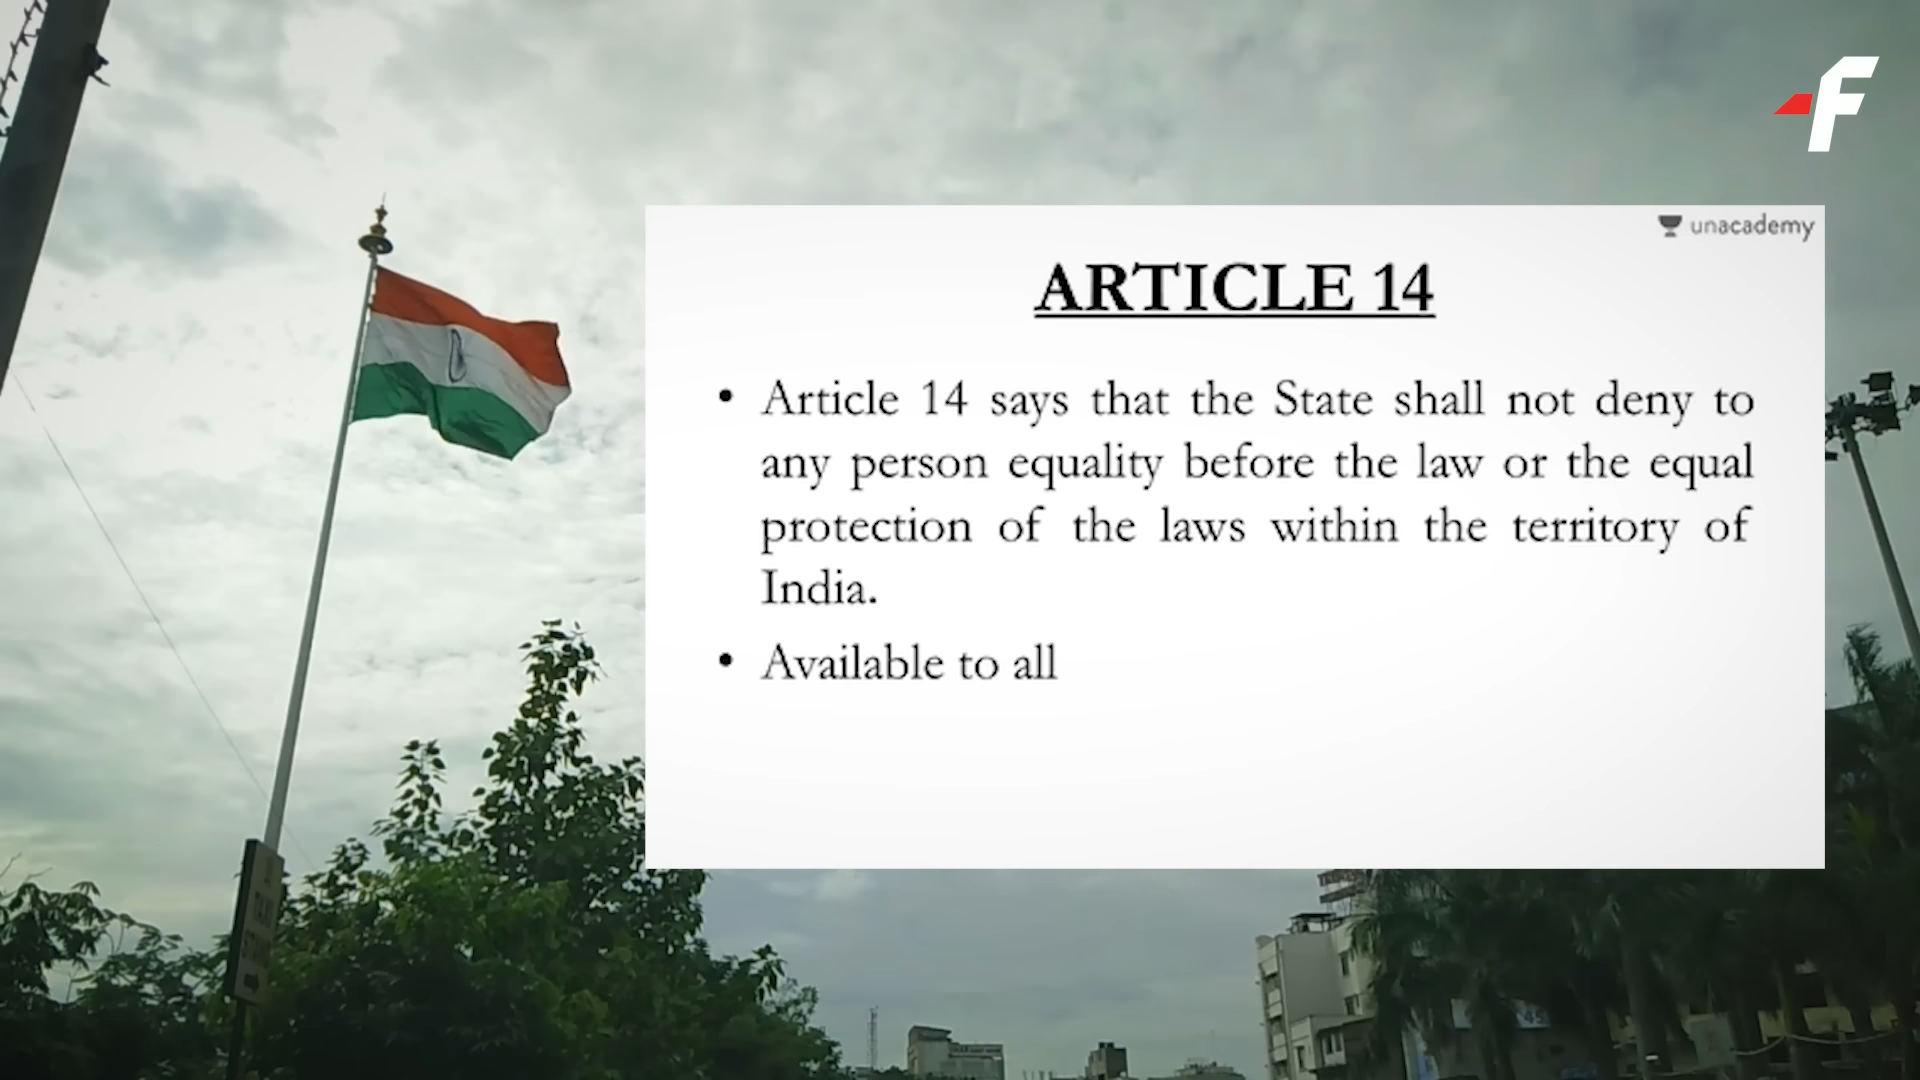 unacademy
ARTICLE 14
• Article 14 says that the State shall not deny to
any person equality before the law or the equal
protection of the laws within the territory of
India.
• Available to all